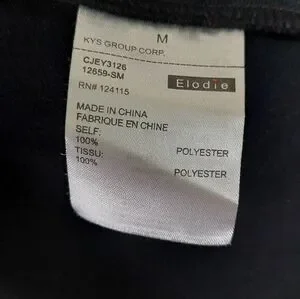 M
KYS GROUP CORP.
CJEY3126
12659-SM
Elodie
RN# 124115
MADE IN CHINA
FABRIQUE EN CHINE
SELF:
100% POLYESTER
TISSU:
100% POLYESTER